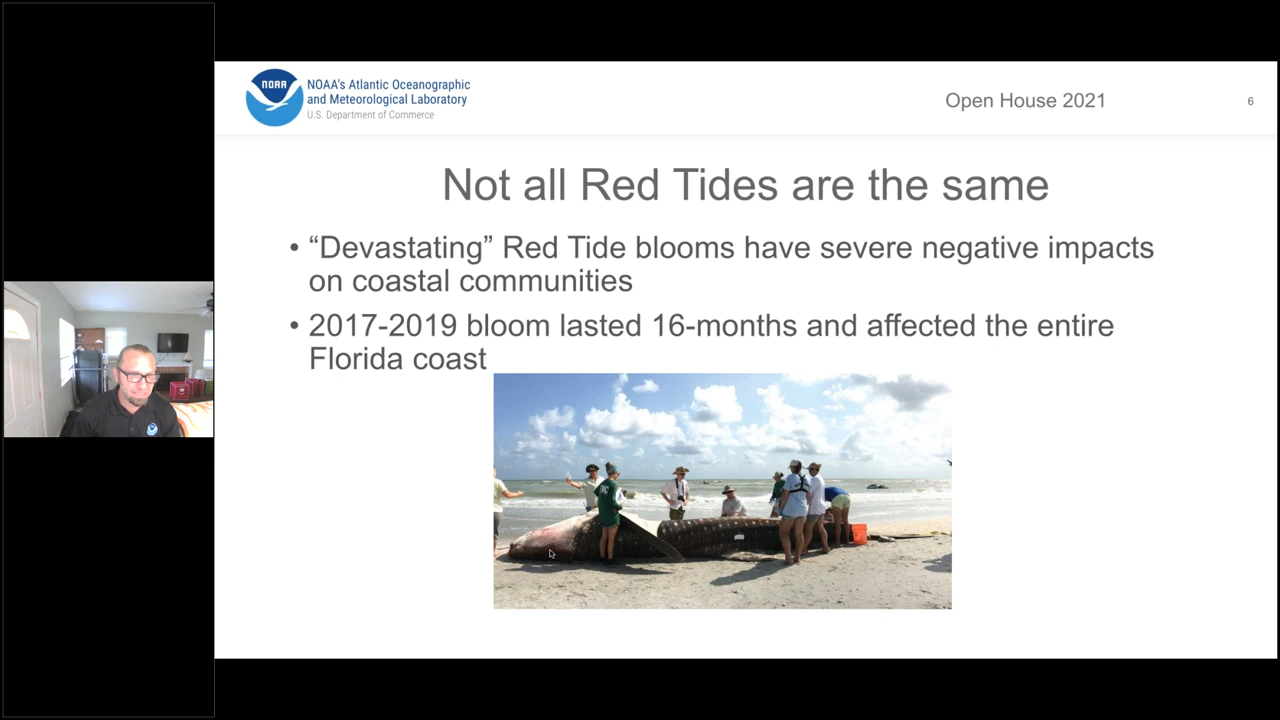 NOAA
NOAA's Atlantic Oceanographic
and Meteorological Laboratory
U.S. Department of Commerce
Open House 2021
6
Not all Red Tides are the same
• “Devastating” Red Tide blooms have severe negative impacts
on coastal communities
• 2017-2019 bloom lasted 16-months and affected the entire
Florida coast